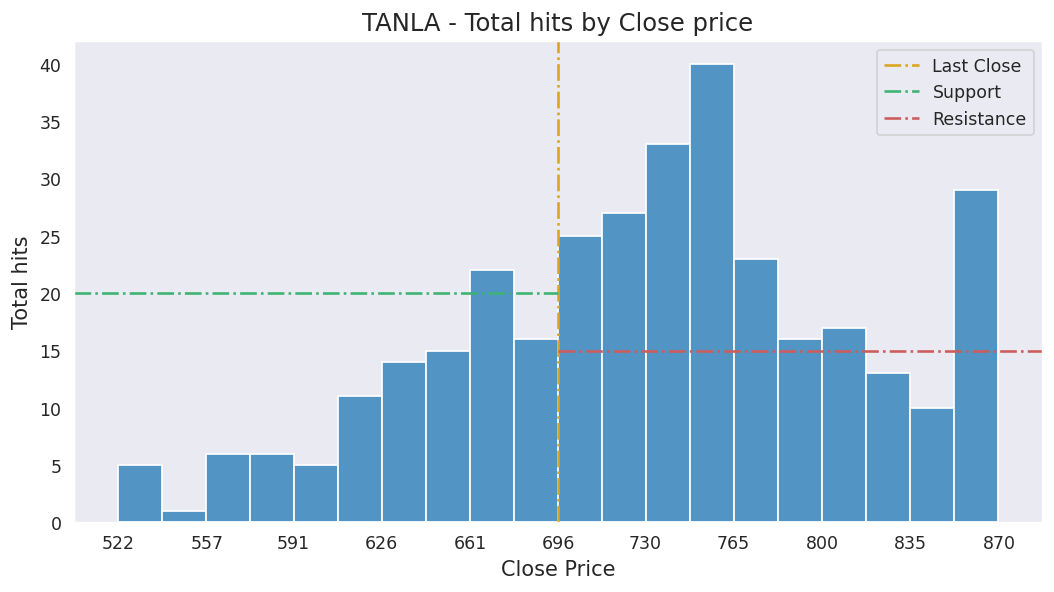 TANLA - Total hits by Close price
Last Close
Support
Resistance
Total hits
40
35
30
25
20
15
10
5
0
522 557 591 626 661 696 730 765 800 835 870
Close Price